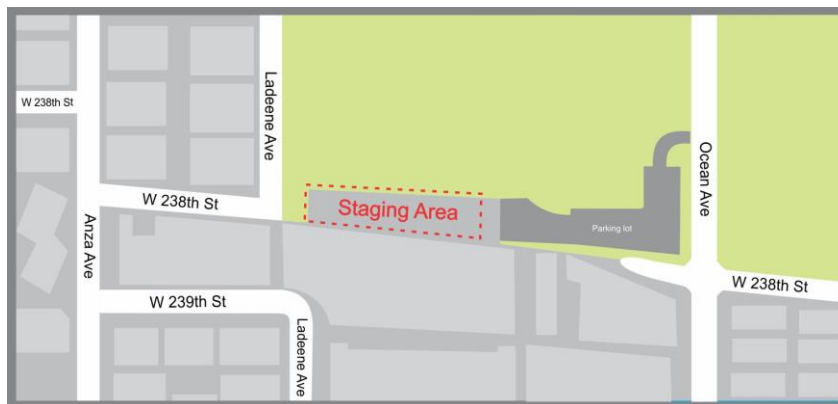 W 238th St
Ladeene Ave
Ocean Ave
W 238th St
Staging Area
Anza Ave
Parking lot
W 238th St
W 239th St
Ladeene Ave